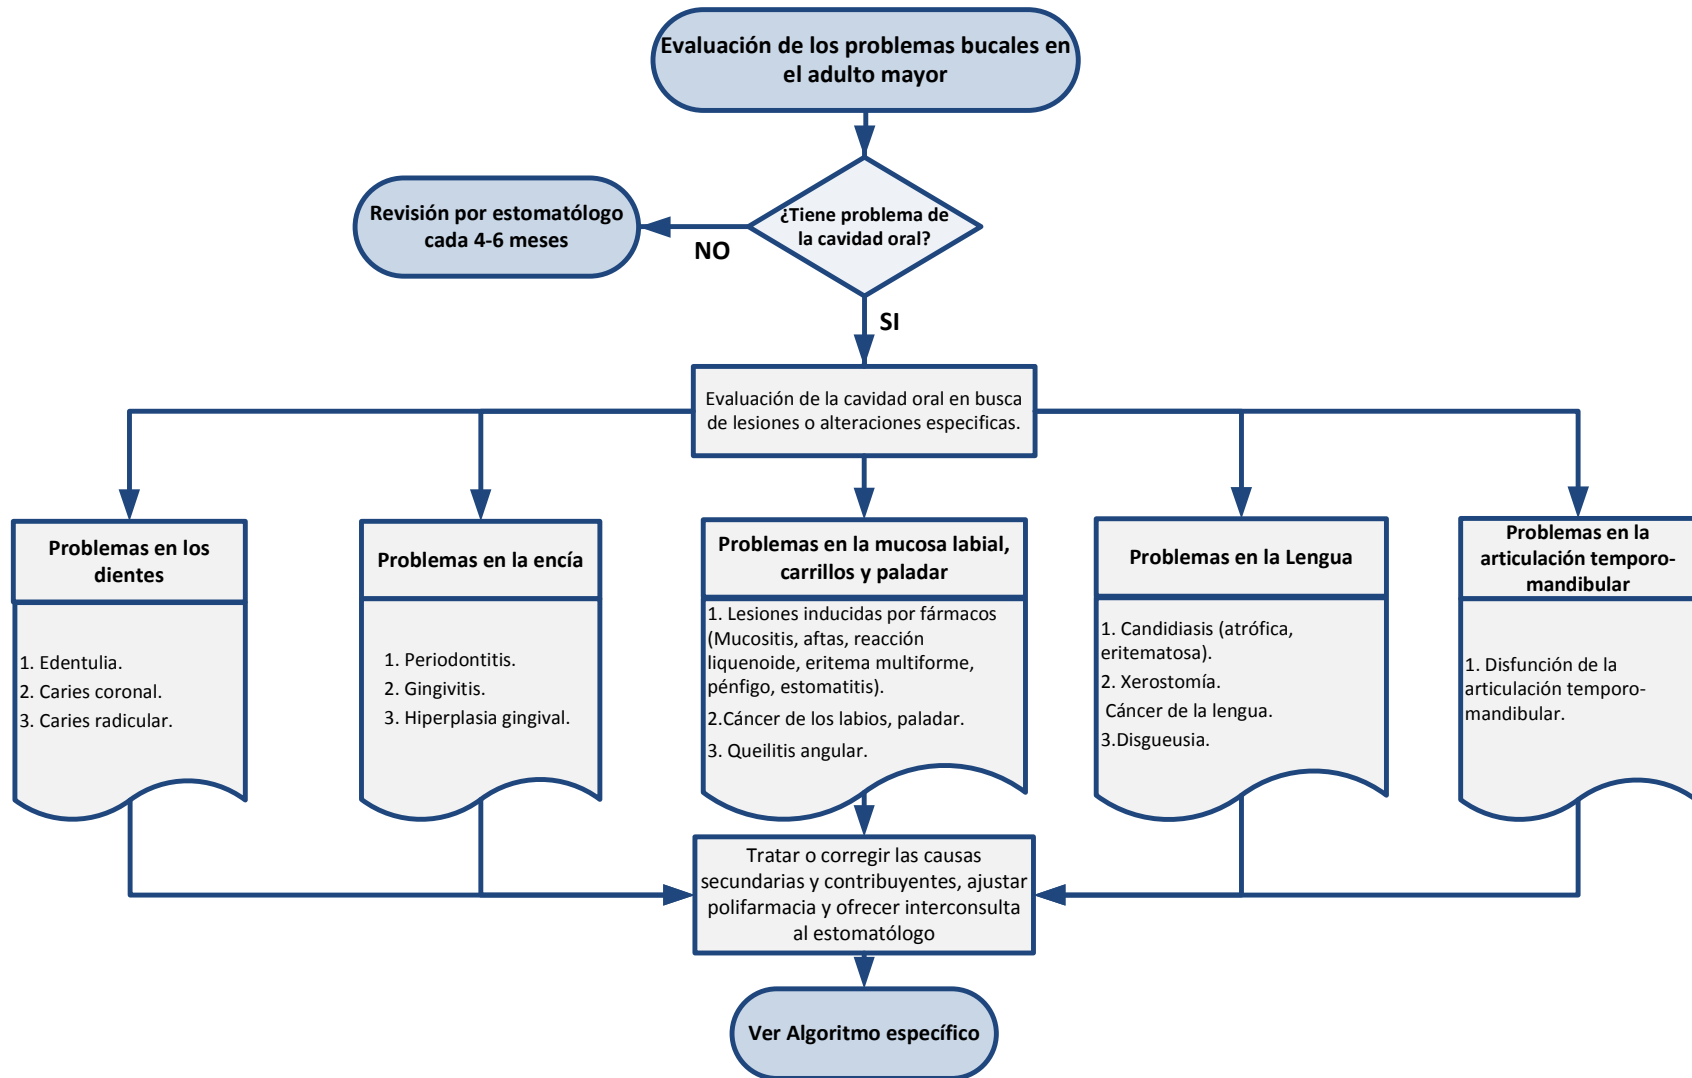 Evaluación de los problemas bucales en
el adulto mayor
¿Tiene problema de
la cavidad oral?
Revisión por estomatólogo
cada 4-6 meses
NO
SI
Evaluación de la cavidad oral en busca
de lesiones o alteraciones especificas.
Problemas en los
dientes
1. Edentulia.
2. Caries coronal.
3. Caries radicular.
Problemas en la encía
1. Periodontitis.
2. Gingivitis.
3. Hiperplasia gingival.
Problemas en la mucosa labial,
carrillos y paladar
1. Lesiones inducidas por fármacos
(Mucositis, aftas, reacción
liquenoide, eritema multiforme,
pénfigo, estomatitis).
2.Cáncer de los labios, paladar.
3. Queilitis angular.
Problemas en la Lengua
1. Candidiasis (atrófica,
eritematosa).
2. Xerostomía.
Cáncer de la lengua.
3.Disgueusia.
Problemas en la
articulación temporo-
mandibular
1. Disfunción de la
articulación temporo-
mandibular.
Tratar o corregir las causas
secundarias y contribuyentes, ajustar
polifarmacia y ofrecer interconsulta
al estomatólogo
Ver Algoritmo específico